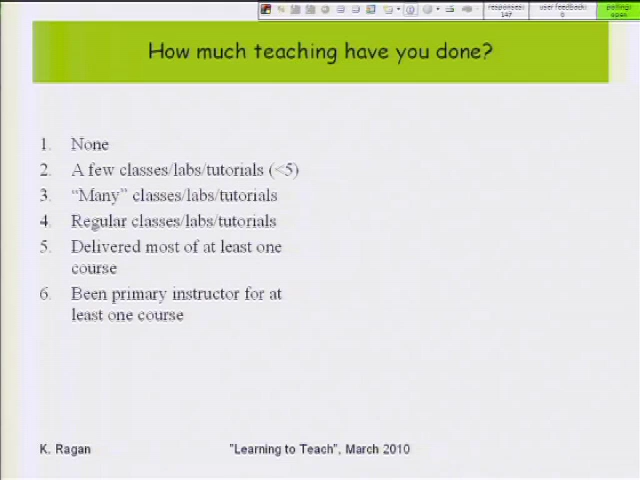 responses:
147
user feedback:
0
polling:
open
How much teaching have you done?
1. None
2. A few classes/labs/tutorials (<5)
3. “Many” classes/labs/tutorials
4. Regular classes/labs/tutorials
5. Delivered most of at least one
course
6. Been primary instructor for at
least one course
K. Ragan
"Learning to Teach", March 2010